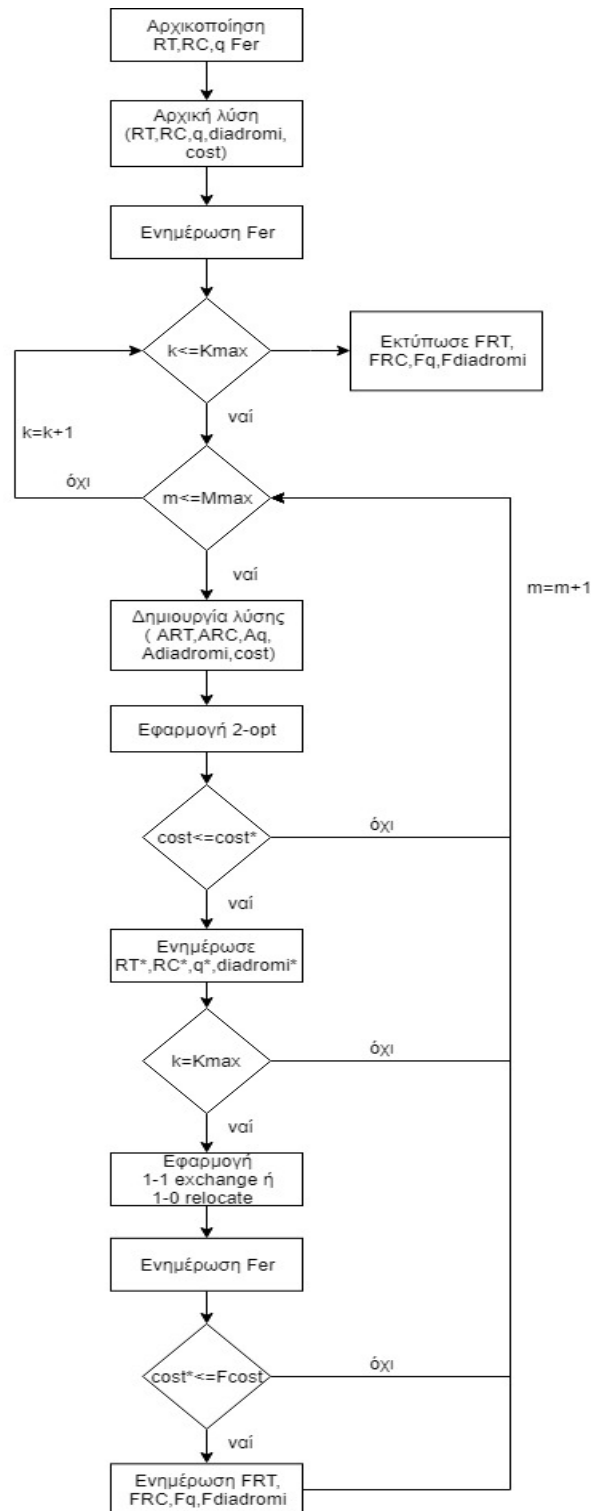 Αρχικοποίηση
RT,RC,q Fer
Αρχική λύση
(RT,RC,q,diadromi,
cost)
Ενημέρωση Fer
k<=Kmax
Εκτύπωσε FRT,
FRC,Fq,Fdiadromi
ναί
k=k+1
όχι
m<=Mmax
ναί
m=m+1
Δημιουργία λύσης
( ART,ARC,Aq,
Adiadromi,cost)
Εφαρμογή 2-opt
cost<=cost*
όχι
ναί
Ενημέρωσε
RT*,RC*,q*,diadromi*
k=Kmax
όχι
ναί
Εφαρμογή
1-1 exchange ή
1-0 relocate
Ενημέρωση Fer
cost*<=Fcost
όχι
ναί
Ενημέρωση FRT,
FRC,Fq,Fdiadromi